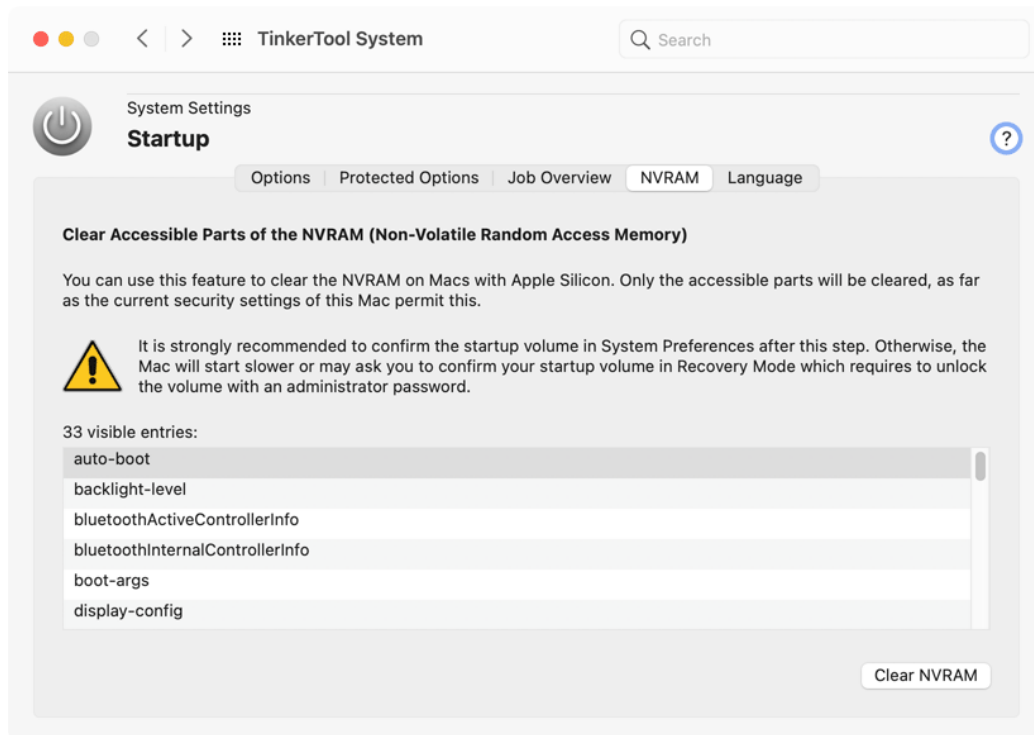 TinkerTool System
Search
System Settings
Startup
?
Options
Protected Options
Job Overview
NVRAM
Language
Clear Accessible Parts of the NVRAM (Non-Volatile Random Access Memory)
You can use this feature to clear the NVRAM on Macs with Apple Silicon. Only the accessible parts will be cleared, as far
as the current security settings of this Mac permit this.
It is strongly recommended to confirm the startup volume in System Preferences after this step. Otherwise, the
Mac will start slower or may ask you to confirm your startup volume in Recovery Mode which requires to unlock
the volume with an administrator password.
33 visible entries:
auto-boot
backlight-level
bluetoothActiveControllerInfo
bluetoothInternalControllerInfo
boot-args
display-config
Clear NVRAM